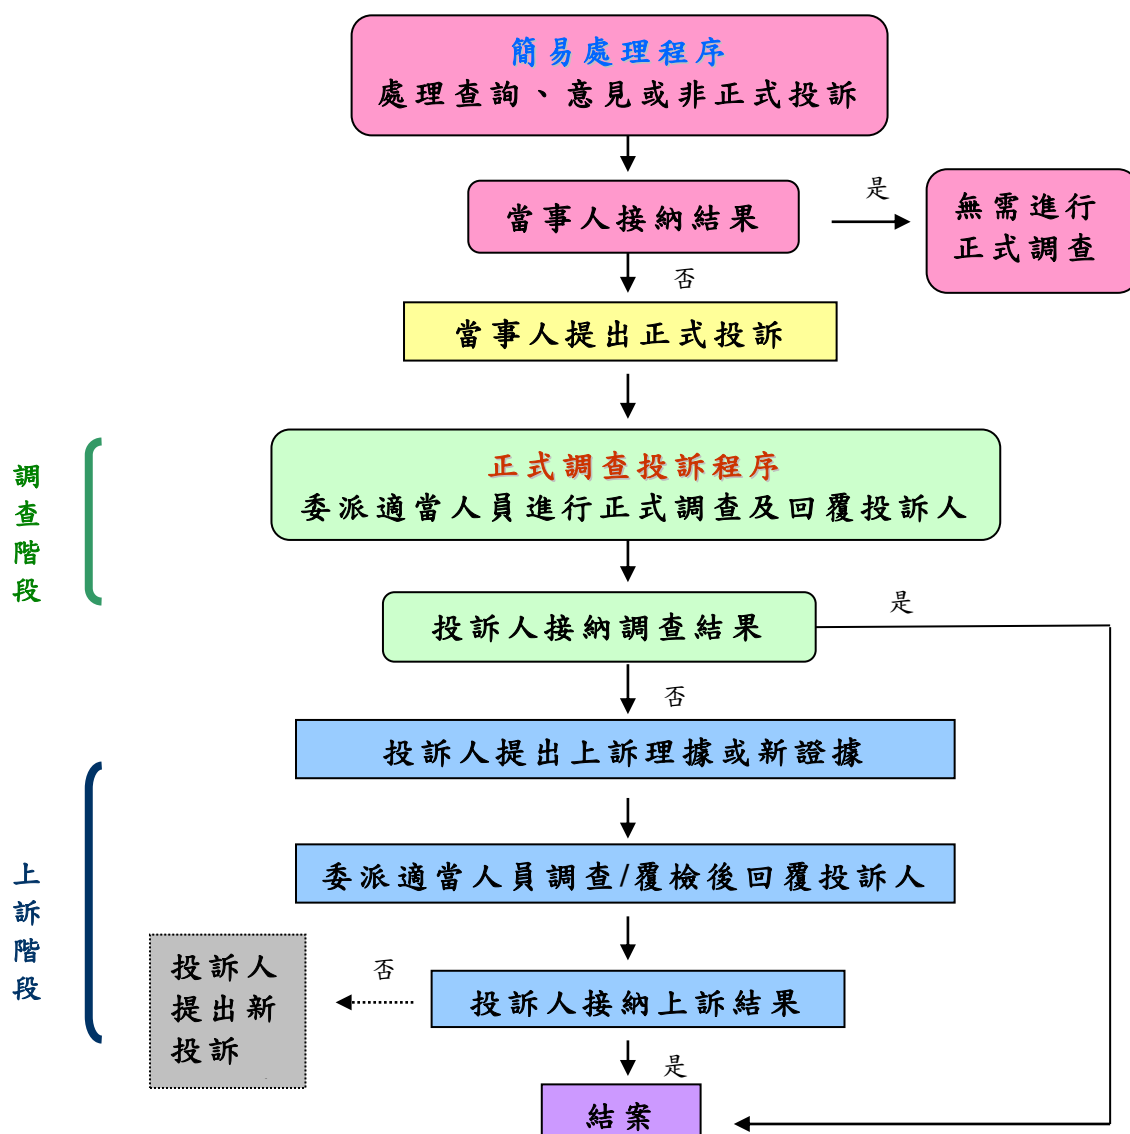 簡易處理程序
處理查詢、意見或非正式投訴
當事人接納結果
是
無需進行
正式調查
否
當事人提出正式投訴
調查階段
正式調查投訴程序
委派適當人員進行正式調查及回覆投訴人
投訴人接納調查結果
是
否
投訴人提出上訴理據或新證據
上訴階段
委派適當人員調查/覆檢後回覆投訴人
投訴人
提出新
投訴
否
投訴人接納上訴結果
是
結案